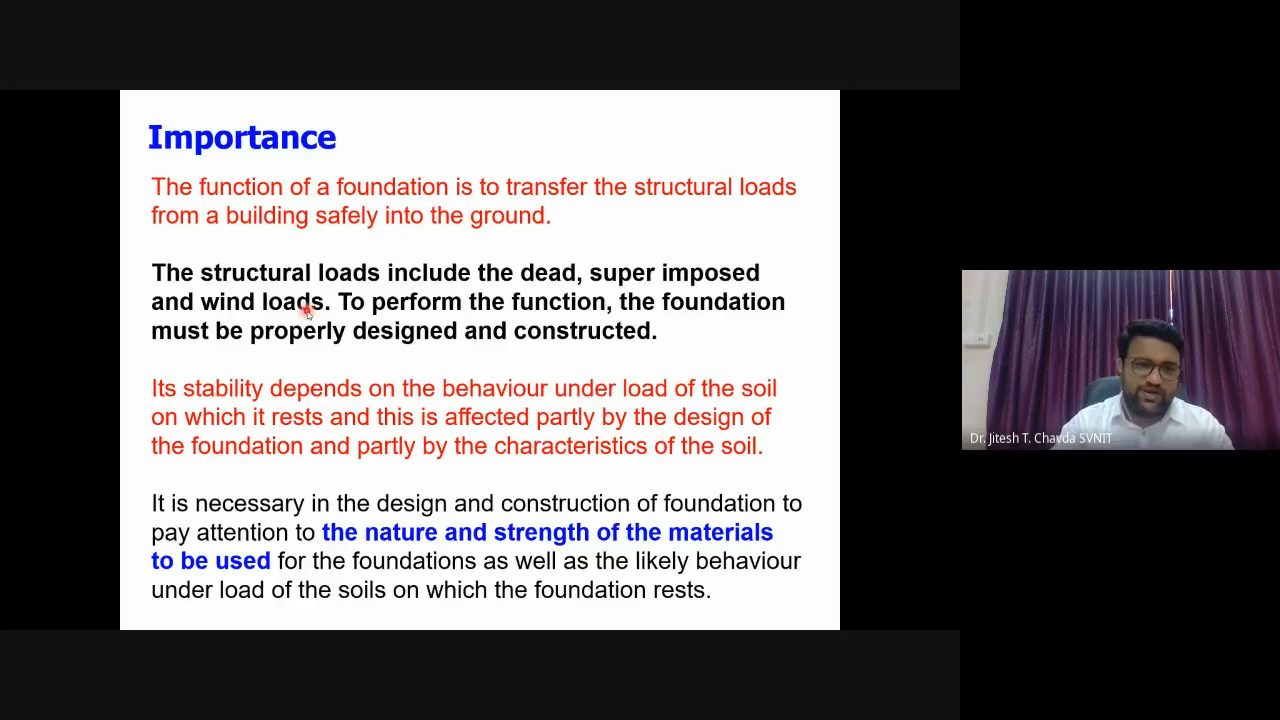 Importance
The function of a foundation is to transfer the structural loads
from a building safely into the ground.
The structural loads include the dead, super imposed
and wind loads. To perform the function, the foundation
must be properly designed and constructed.
Its stability depends on the behaviour under load of the soil
on which it rests and this is affected partly by the design of
the foundation and partly by the characteristics of the soil.
It is necessary in the design and construction of foundation to
pay attention to the nature and strength of the materials
to be used for the foundations as well as the likely behaviour
under load of the soils on which the foundation rests.
Dr. Jitesh T. Chavda SVNIT